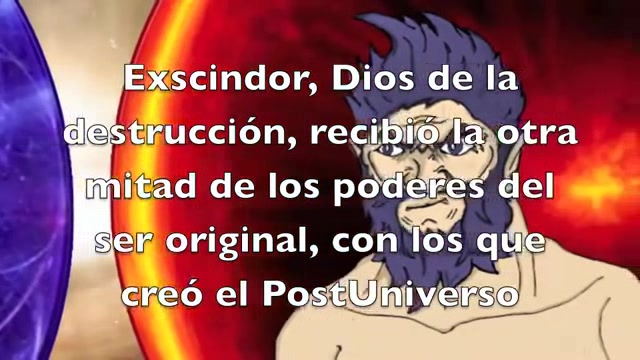 Exscindor, Dios de la
destrucción, recibió la otra
mitad de los poderes del
ser original, con los que
creó el PostUniverso